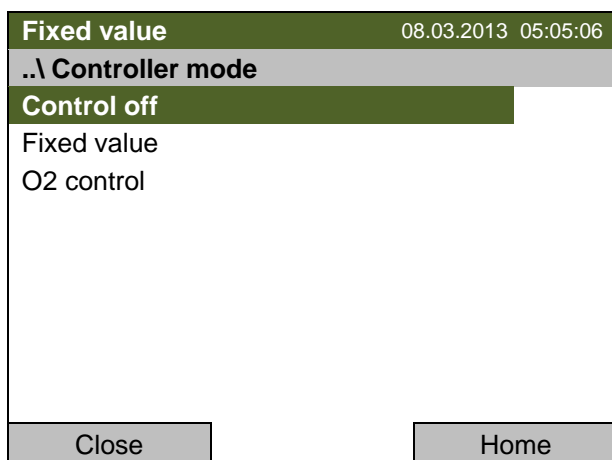 Fixed value 08.03.2013 05:05:06
..\ Controller mode
Control off
Fixed value
O2 control
Close Home